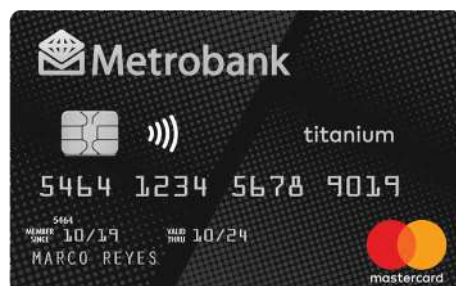 Metrobank
titanium
5464 1234 5678 9019
5464
MEMBER SINCE 10/19 VALID THRU 10/24
MARCO REYES
mastercard